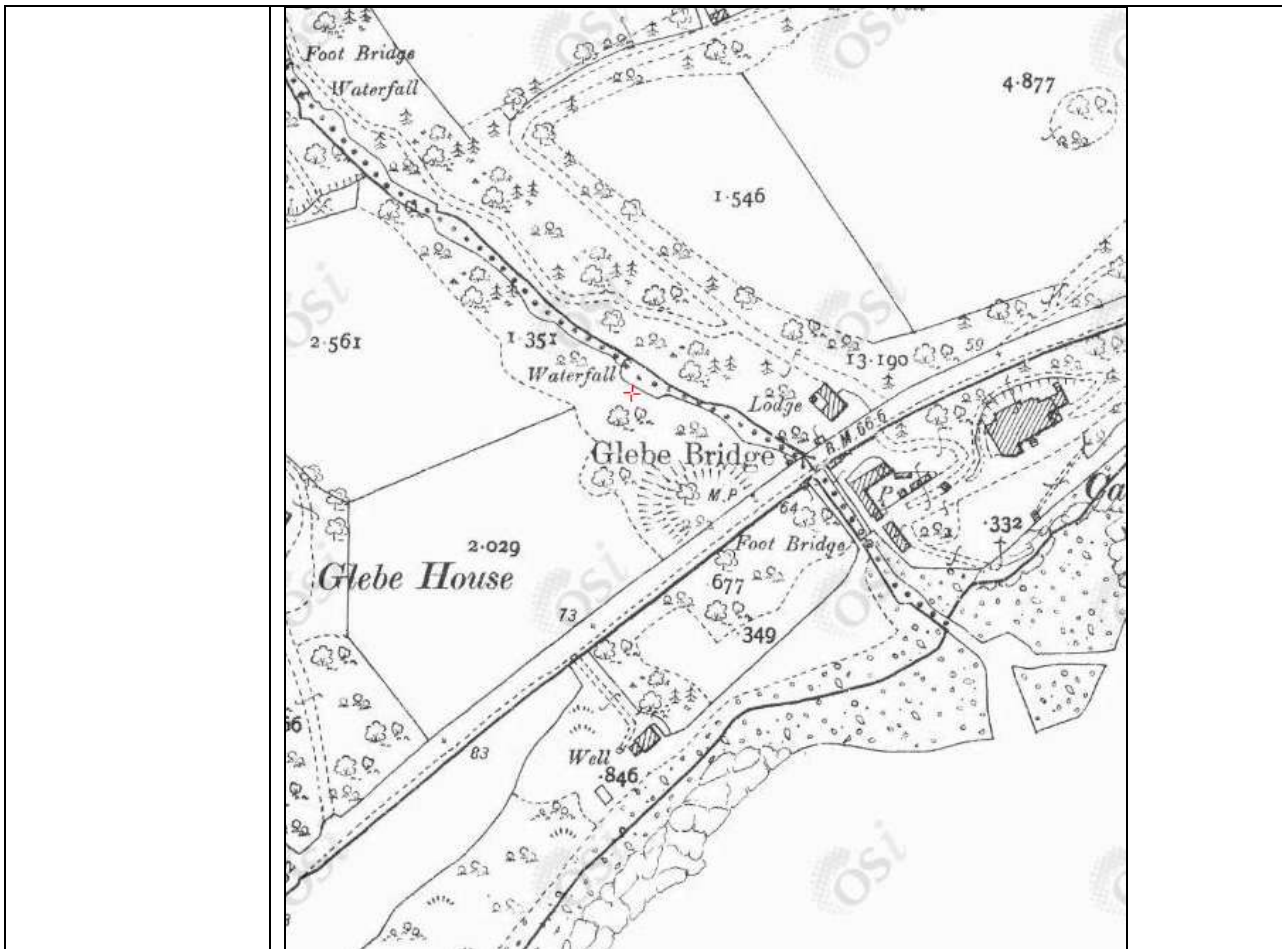 Foot Bridge
Waterfall
4·877
1·546
2·561
1·351
Waterfall
13·190
59
Lodge
B.M. 66·6
Glebe Bridge
M.P.
P
64
Ca
·332
2·029
Foot Bridge
Glebe House
677
73
349
83
Well
·846
OSi